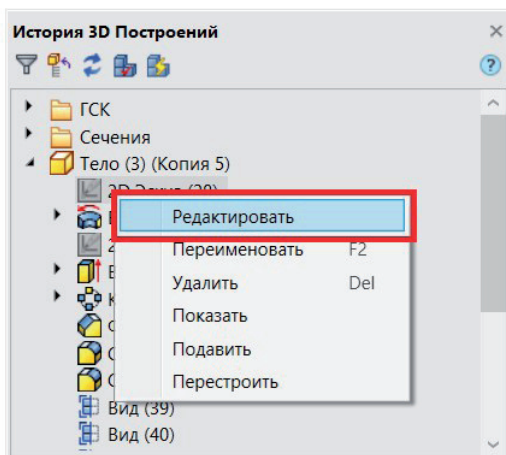 История 3D Построений
ГСК
Сечения
Тело (3) (Копия 5)
Редактировать
Переименовать F2
Удалить Del
Показать
Подавить
Перестроить
Вид (39)
Вид (40)